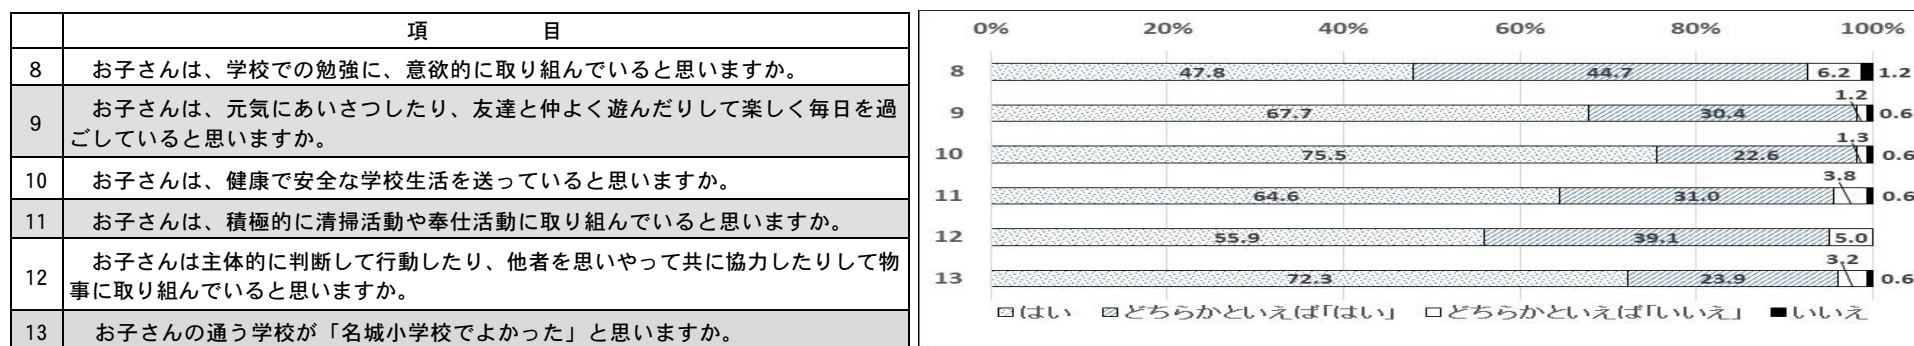 項 目
8 お子さんは、学校での勉強に、意欲的に取り組んでいると思いますか。
9 お子さんは、元気にあいさつしたり、友達と仲よく遊んだりして楽しく毎日を過
ごしていると思いますか。
10 お子さんは、健康で安全な学校生活を送っていると思いますか。
11 お子さんは、積極的に清掃活動や奉仕活動に取り組んでいると思いますか。
12 お子さんは主体的に判断して行動したり、他者を思いやって共に協力したりして物
事に取り組んでいると思いますか。
13 お子さんの通う学校が「名城小学校でよかった」と思いますか。
0% 20% 40% 60% 80% 100%
8 47.8 44.7 6.2 1.2
9 67.7 30.4 1.2 0.6
10 75.5 22.6 1.3 0.6
11 64.6 31.0 3.8 0.6
12 55.9 39.1 5.0
13 72.3 23.9 3.2 0.6
はい どちらかといえば「はい」 どちらかといえば「いいえ」 いいえ